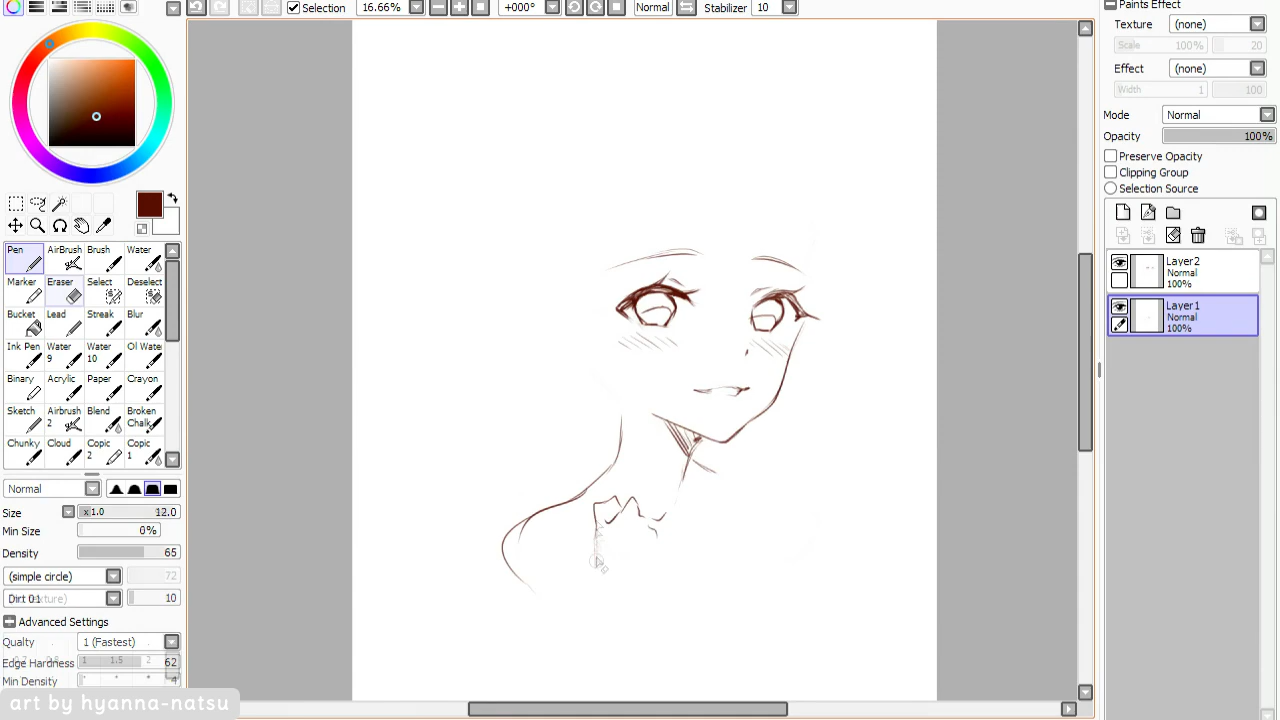 Selection 16.66% +000° Normal Stabilizer 10
Paints Effect
Texture (none)
Scale 100% 20
Effect (none)
Width 1 100
Mode Normal
Opacity 100%
Preserve Opacity
Clipping Group
Selection Source
Layer2
Normal
100%
Layer1
Normal
100%
Pen AirBrush Brush Water
Marker Eraser Select Deselect
Bucket Lead Streak Blur
Ink Pen Water 9 Water 10 Ol Wate
Binary Acrylic Paper Crayon
Sketch Airbrush 2 Blend Broken Chalk
Chunky Cloud Copic 2 Copic 1
Normal
Size x1.0 12.0
Min Size 0%
Density 65
(simple circle) 72
Dirt 01 10
Advanced Settings
Qualty 1 (Fastest)
Edge Hardness 62
Min Density 4
art by hyanna-natsu